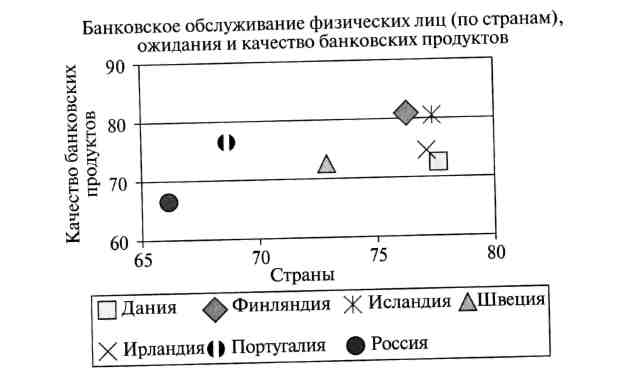 Банковское обслуживание физических лиц (по странам),
ожидания и качество банковских продуктов
Качество банковских
продуктов
90
80
70
60
65
70
75
80
Страны
Дания
Финляндия
Исландия
Швеция
Ирландия
Португалия
Россия